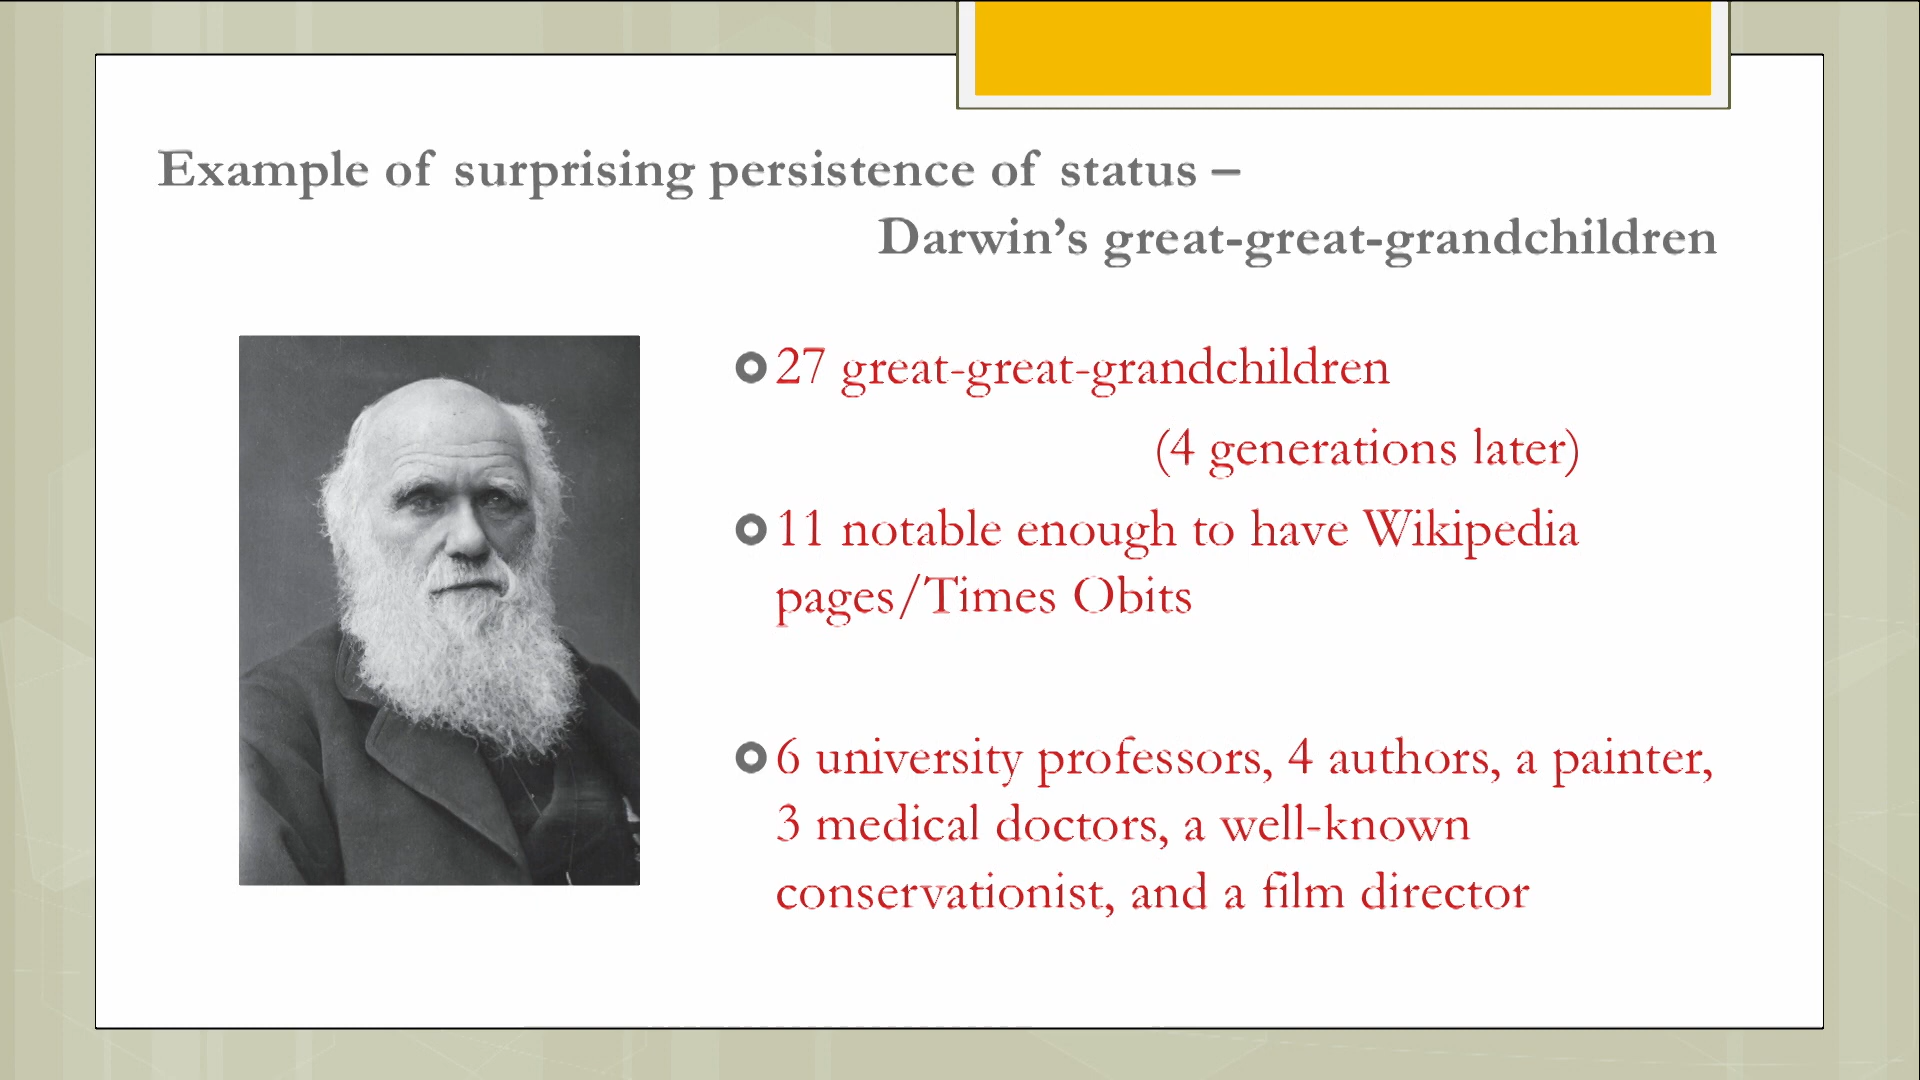 Example of surprising persistence of status –
Darwin’s great-great-grandchildren
27 great-great-grandchildren
(4 generations later)
11 notable enough to have Wikipedia
pages/Times Obits
6 university professors, 4 authors, a painter,
3 medical doctors, a well-known
conservationist, and a film director